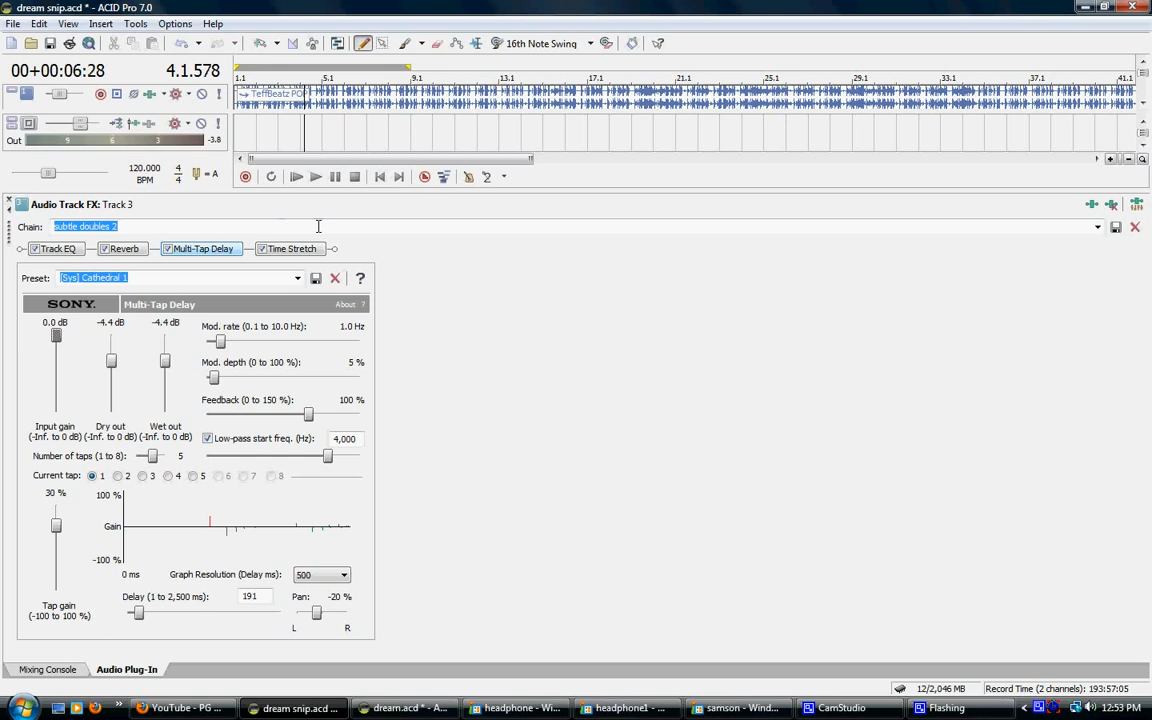 dream snip.acd * - ACID Pro 7.0
File Edit View Insert Tools Options Help
16th Note Swing
00+00:06:28 4.1.578
1.1 5.1 9.1 13.1 17.1 21.1 25.1 29.1 33.1 37.1 41.1
TeffBeatz POP
Out 9 6 3 -3.8
120.000 BPM 4 4 = A
Audio Track FX: Track 3
Chain: subtle doubles 2
Track EQ Reverb Multi-Tap Delay Time Stretch
Preset: [Sys] Cathedral 1 ?
SONY. Multi-Tap Delay About ?
0.0 dB -4.4 dB -4.4 dB
Mod. rate (0.1 to 10.0 Hz): 1.0 Hz
Mod. depth (0 to 100 %): 5 %
Feedback (0 to 150 %): 100 %
Input gain Dry out Wet out
(-Inf. to 0 dB) (-Inf. to 0 dB) (-Inf. to 0 dB)
Low-pass start freq. (Hz): 4,000
Number of taps (1 to 8): 5
Current tap: 1 2 3 4 5 6 7 8
30 % 100 %
Gain
-100 %
0 ms Graph Resolution (Delay ms): 500
Delay (1 to 2,500 ms): 191 Pan: -20 %
Tap gain
(-100 to 100 %)
L R
Mixing Console Audio Plug-In
12/2,046 MB Record Time (2 channels): 193:57:05
YouTube - PG ... dream snip.acd ... dream.acd * - A... headphone - Wi... headphone1 - ... samson - Wind... CamStudio Flashing 12:53 PM